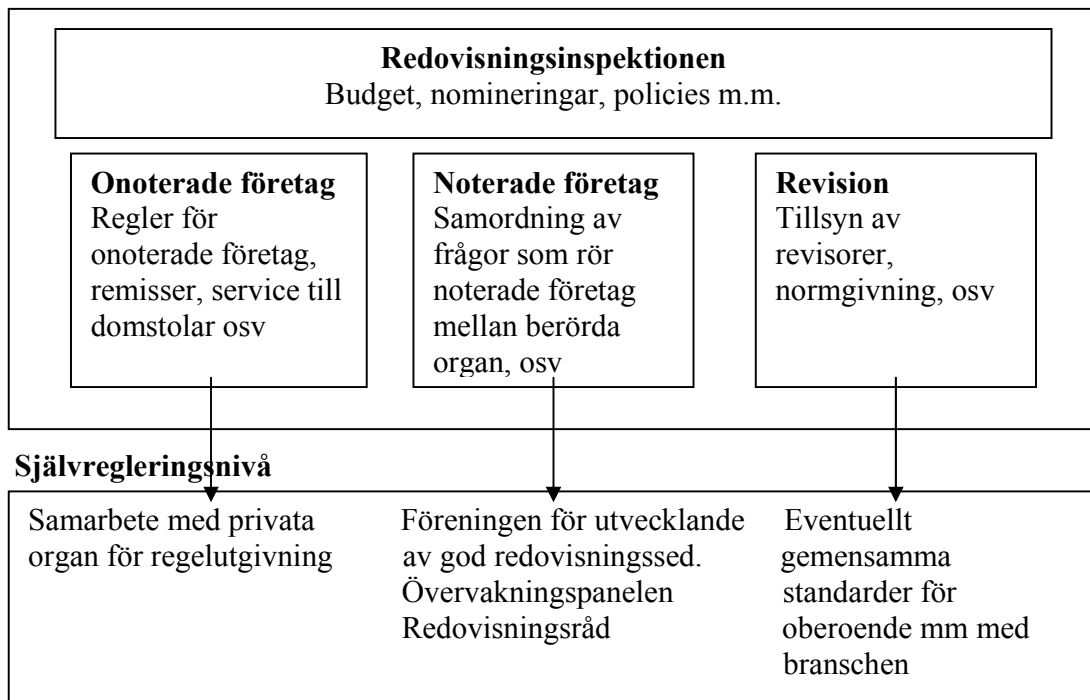 Redovisningsinspektionen
Budget, nomineringar, policies m.m.
Onoterade företag
Regler för
onoterade företag,
remisser, service till
domstolar osv
Noterade företag
Samordning av
frågor som rör
noterade företag
mellan berörda
organ, osv
Revision
Tillsyn av
revisorer,
normgivning, osv
Självregleringsnivå
Samarbete med privata
organ för regelutgivning
Föreningen för utvecklande
av god redovisningssed.
Övervakningspanelen
Redovisningsråd
Eventuellt
gemensamma
standarder för
oberoende mm med
branschen